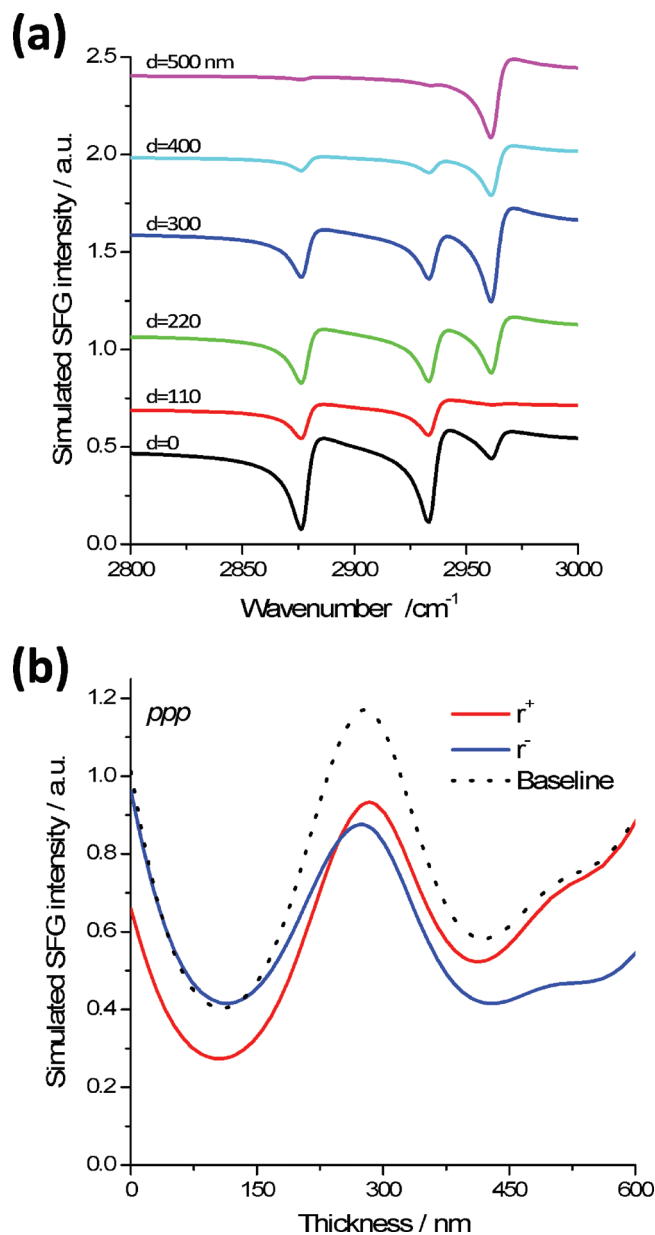 (a)
Simulated SFG intensity / a.u.
2.5
2.0
1.5
1.0
0.5
0.0
d=500 nm
d=400
d=300
d=220
d=110
d=0
2800
2850
2900
2950
3000
Wavenumber /cm⁻¹
(b)
Simulated SFG intensity / a.u.
1.2
1.0
0.8
0.6
0.4
0.2
0.0
ppp
r⁺
r⁻
Baseline
0
150
300
450
600
Thickness / nm